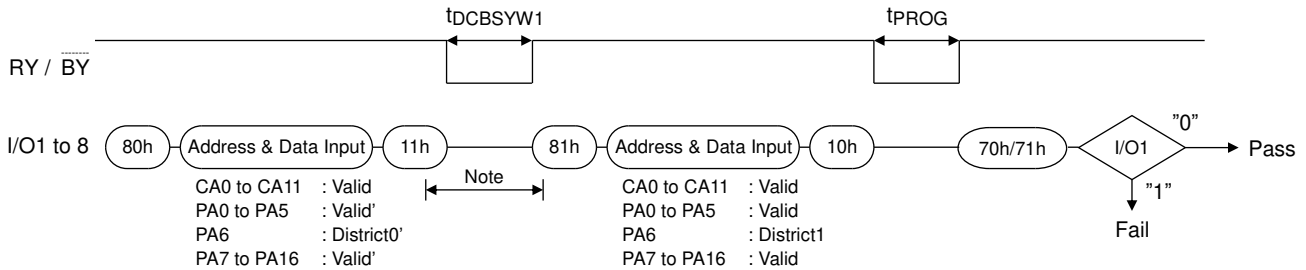 tDCBSYW1
tPROG
RY / BY
I/O1 to 8
80h
Address & Data Input
11h
81h
Address & Data Input
10h
70h/71h
I/O1
"0"
Pass
"1"
Fail
Note
CA0 to CA11 : Valid
PA0 to PA5 : Valid'
PA6 : District0'
PA7 to PA16 : Valid'
CA0 to CA11 : Valid
PA0 to PA5 : Valid
PA6 : District1
PA7 to PA16 : Valid